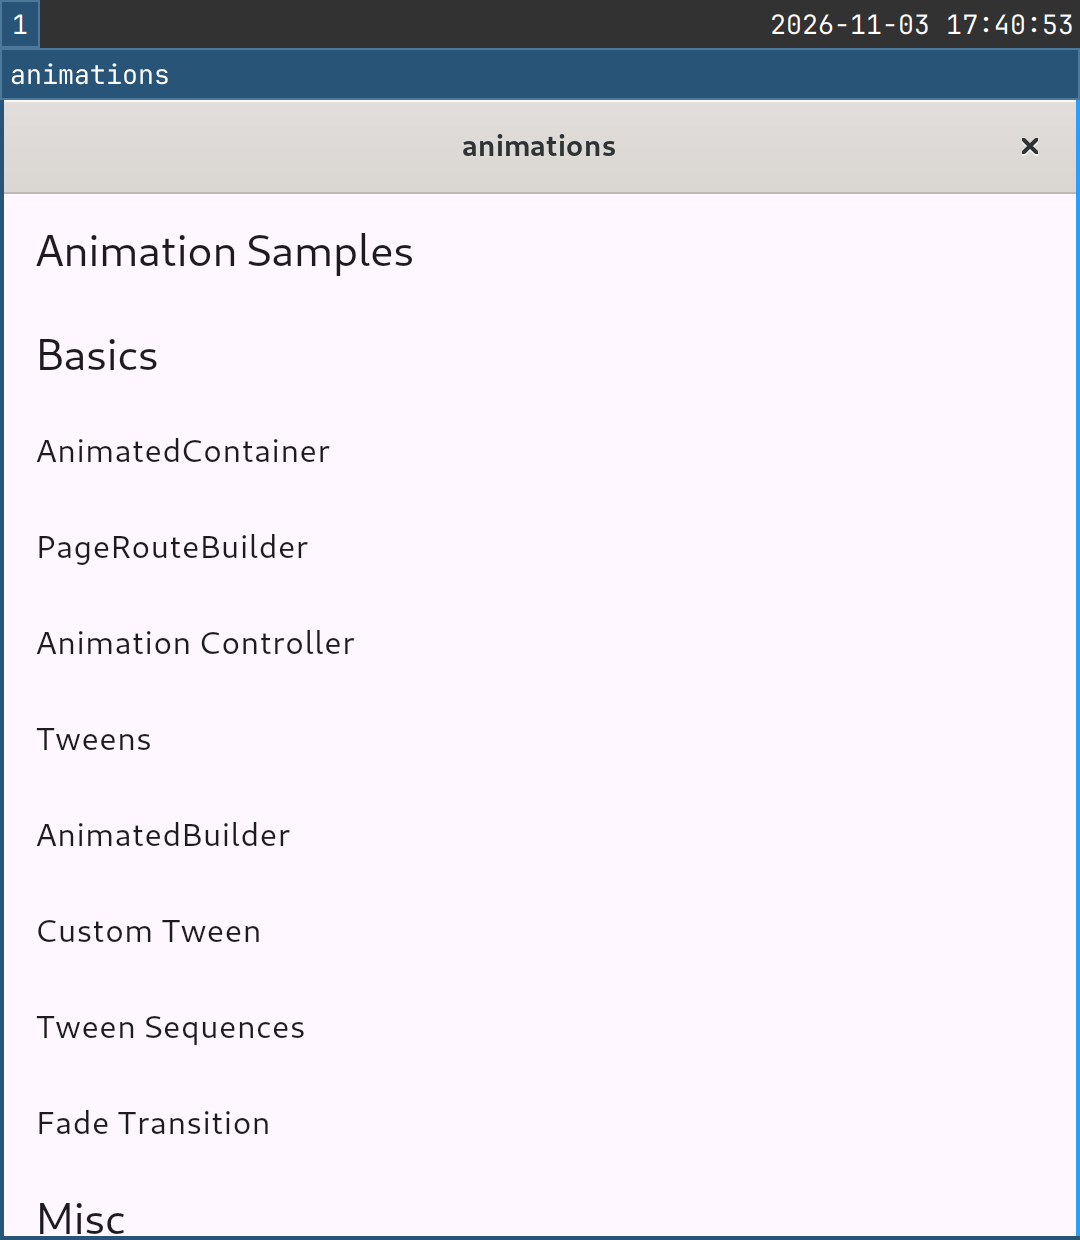 1 2026-11-03 17:40:53
animations
animations
Animation Samples
Basics
AnimatedContainer
PageRouteBuilder
Animation Controller
Tweens
AnimatedBuilder
Custom Tween
Tween Sequences
Fade Transition
Misc